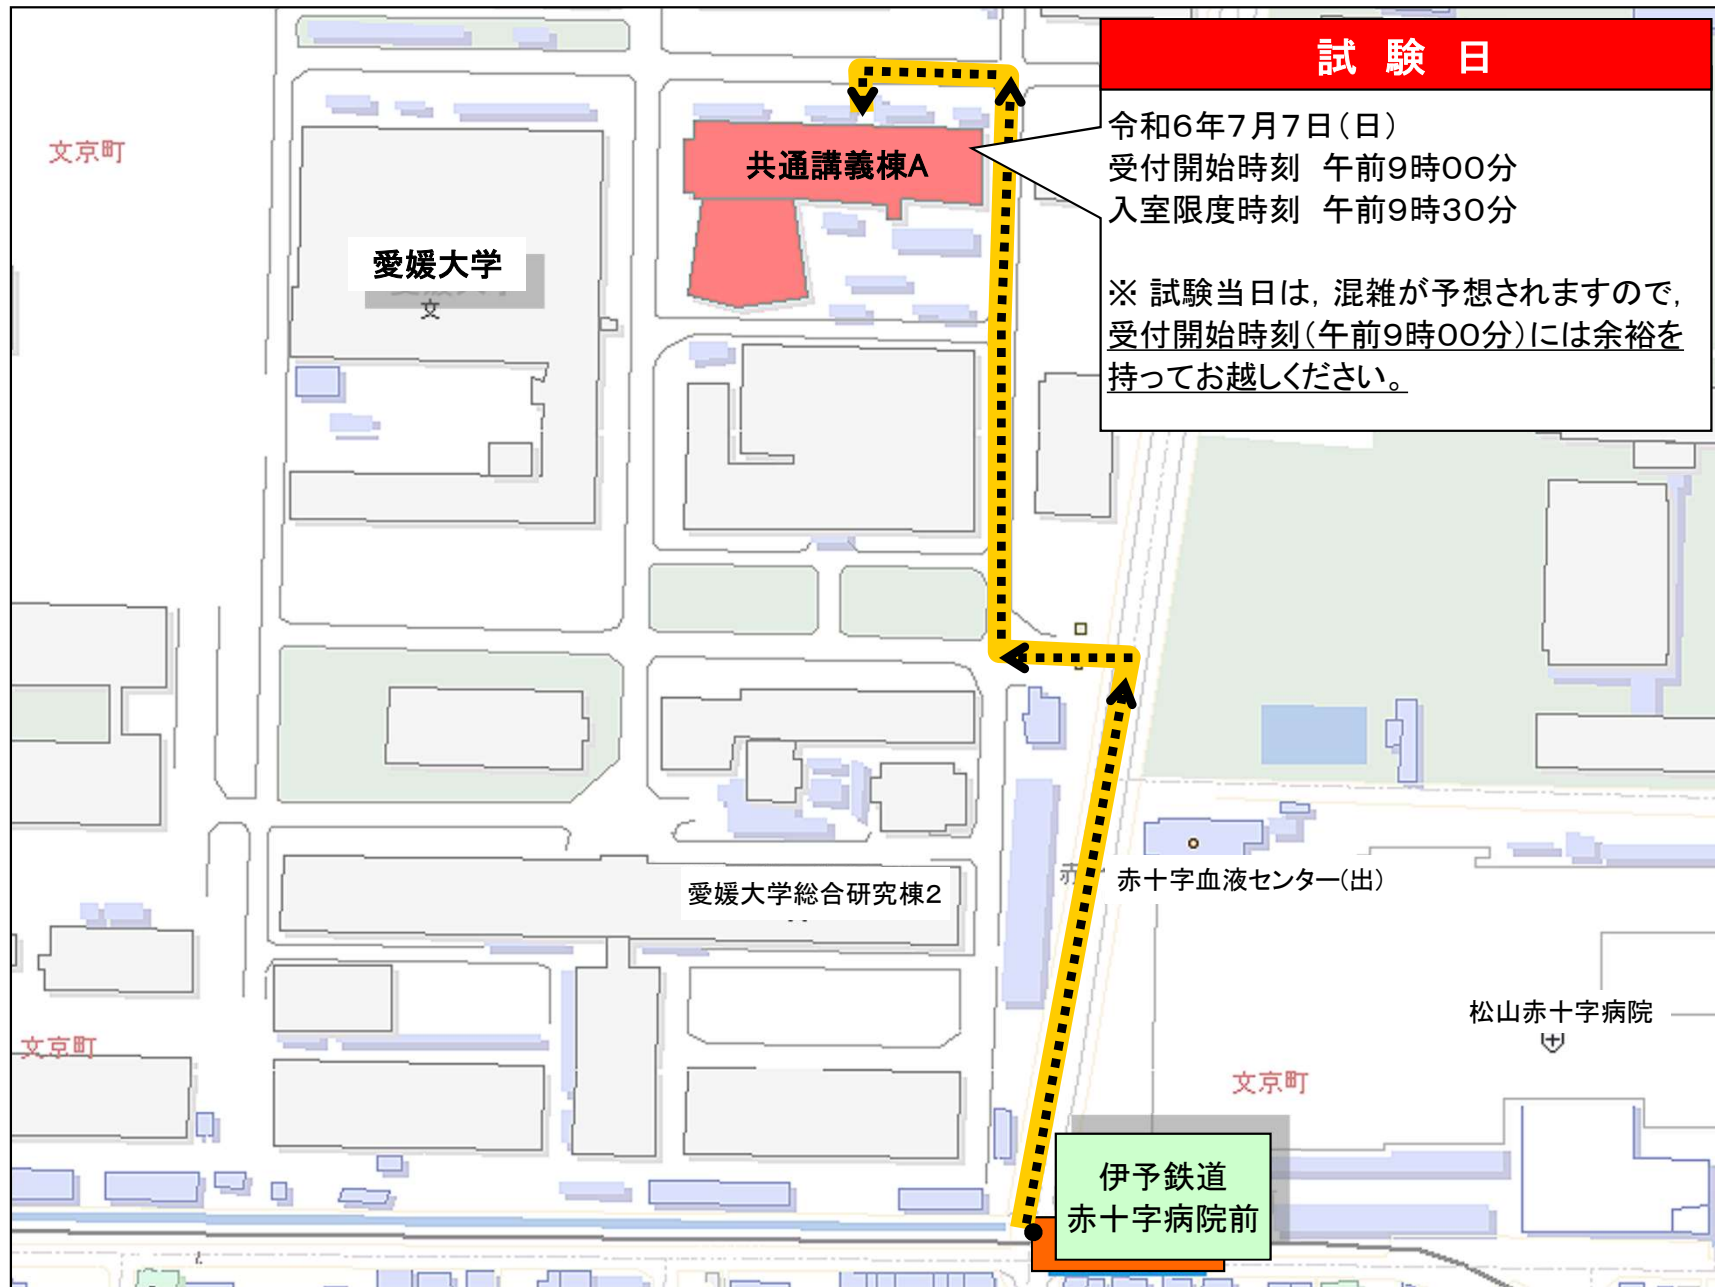 試 験 日
令和6年7月7日(日)
受付開始時刻 午前9時00分
入室限度時刻 午前9時30分
※ 試験当日は, 混雑が予想されますので,
受付開始時刻(午前9時00分)には余裕を
持ってお越しください。
文京町
共通講義棟A
愛媛大学
文
愛媛大学総合研究棟2
赤
赤十字血液センター(出)
松山赤十字病院
文京町
文京町
伊予鉄道
赤十字病院前